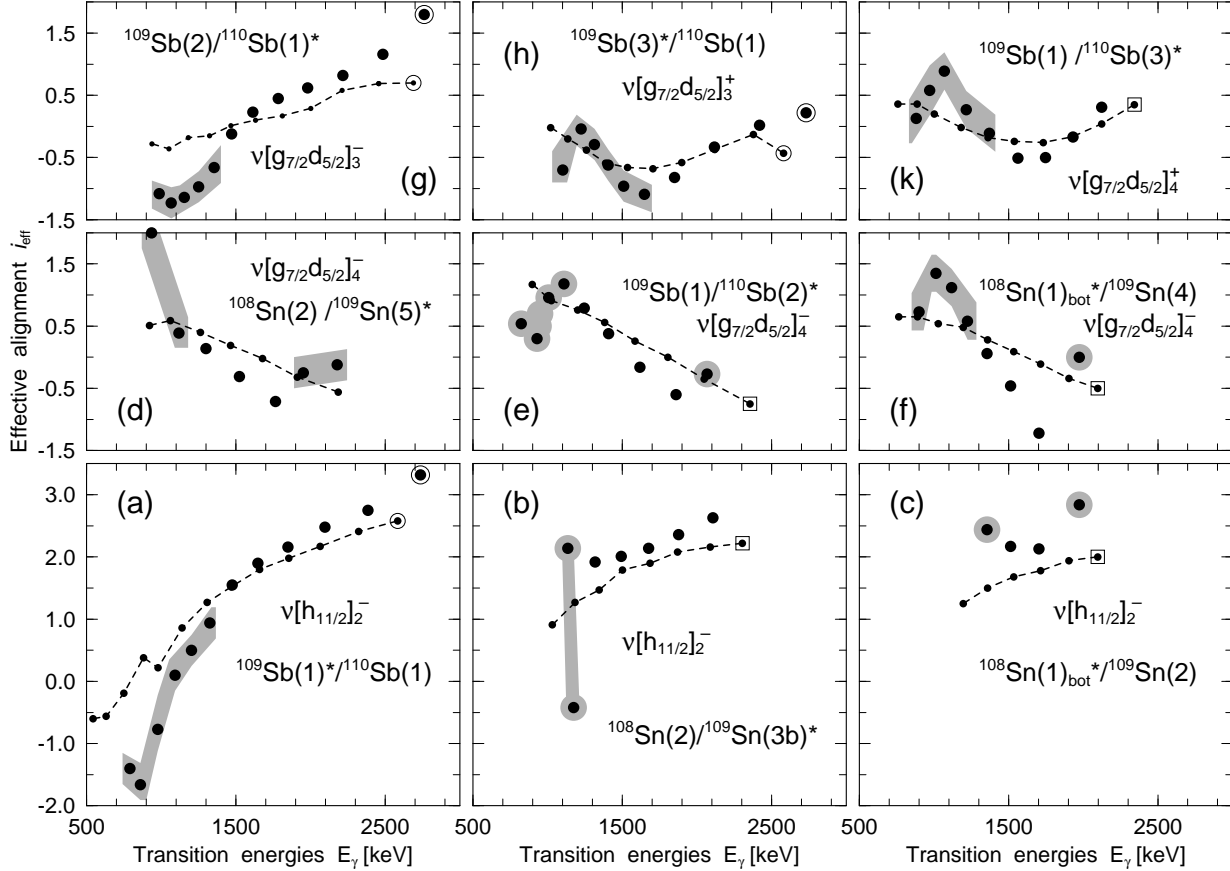 Effective alignment i_eff
1.5
0.5
-0.5
-1.5
¹⁰⁹Sb(2)/¹¹⁰Sb(1)*
ν[g₇/₂d₅/₂]₃⁻
(g)
¹⁰⁹Sb(3)*/¹¹⁰Sb(1)
(h)
ν[g₇/₂d₅/₂]₃⁺
¹⁰⁹Sb(1) /¹¹⁰Sb(3)*
(k)
ν[g₇/₂d₅/₂]₄⁺
1.5
0.5
-0.5
-1.5
ν[g₇/₂d₅/₂]₄⁻
¹⁰⁸Sn(2) /¹⁰⁹Sn(5)*
(d)
¹⁰⁹Sb(1)/¹¹⁰Sb(2)*
ν[g₇/₂d₅/₂]₄⁻
(e)
¹⁰⁸Sn(1)_bot*/¹⁰⁹Sn(4)
ν[g₇/₂d₅/₂]₄⁻
(f)
3.0
2.0
1.0
0.0
-1.0
-2.0
(a)
ν[h₁₁/₂]₂⁻
¹⁰⁹Sb(1)*/¹¹⁰Sb(1)
(b)
ν[h₁₁/₂]₂⁻
¹⁰⁸Sn(2)/¹⁰⁹Sn(3b)*
(c)
ν[h₁₁/₂]₂⁻
¹⁰⁸Sn(1)_bot*/¹⁰⁹Sn(2)
500 1500 2500 500 1500 2500 500 1500 2500
Transition energies E_γ [keV] Transition energies E_γ [keV] Transition energies E_γ [keV]